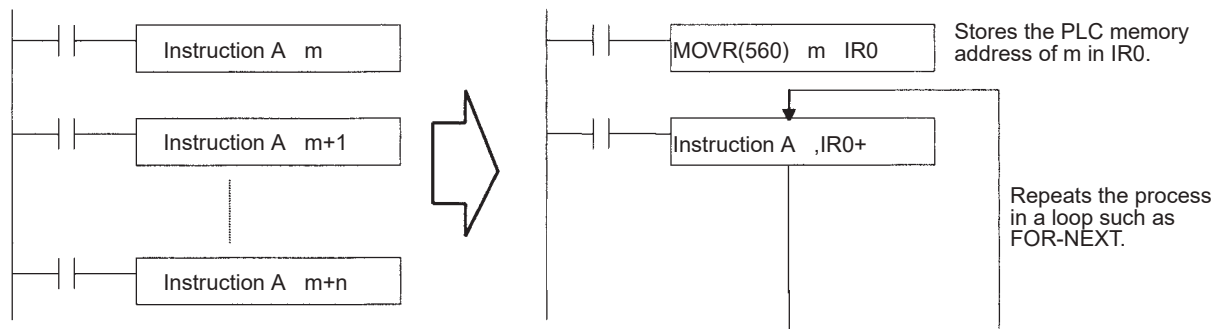 Instruction A m
Instruction A m+1
Instruction A m+n
MOVR(560) m IR0
Stores the PLC memory
address of m in IR0.
Instruction A ,IR0+
Repeats the process
in a loop such as
FOR-NEXT.